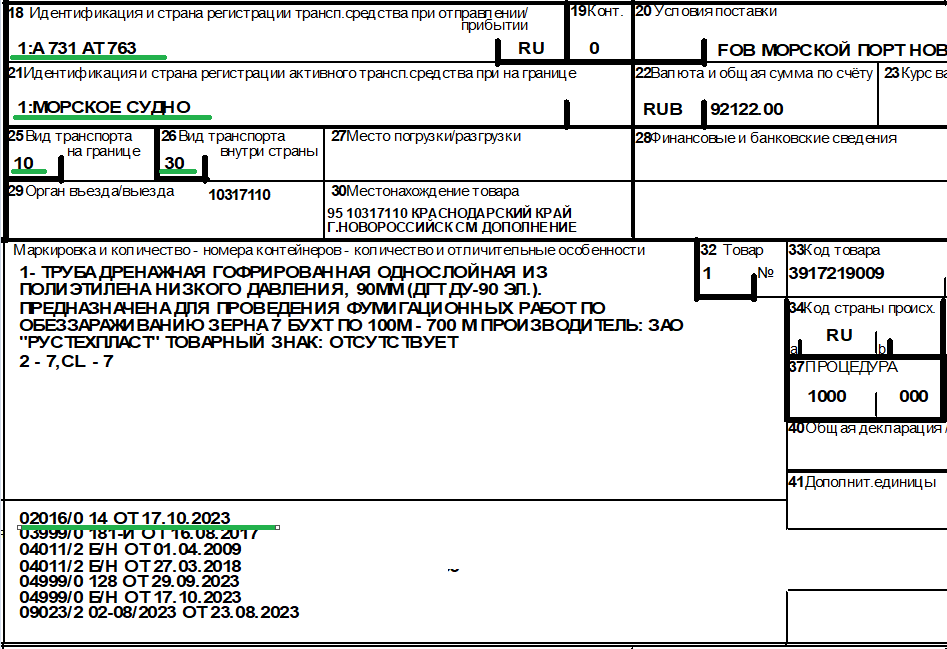 18 Идентификация и страна регистрации трансп.средства при отправлении/
прибытии
19 Конт.
20 Условия поставки
1:А 731 АТ 763
RU
0
FOB МОРСКОЙ ПОРТ НОВ
21 Идентификация и страна регистрации активного трансп.средства при на границе
22 Валюта и общая сумма по счёту
23 Курс ва
1:МОРСКОЕ СУДНО
RUB
92122.00
25 Вид транспорта
на границе
26 Вид транспорта
внутри страны
27 Место погрузки/разгрузки
28 Финансовые и банковские сведения
10
30
29 Орган въезда/выезда
10317110
30 Местонахождение товара
95 10317110 КРАСНОДАРСКИЙ КРАЙ
Г.НОВОРОССИЙСК СМ ДОПОЛНЕНИЕ
Маркировка и количество - номера контейнеров - количество и отличительные особенности
32 Товар
33 Код товара
1- ТРУБА ДРЕНАЖНАЯ ГОФРИРОВАННАЯ ОДНОСЛОЙНАЯ ИЗ
1
№
3917219009
ПОЛИЭТИЛЕНА НИЗКОГО ДАВЛЕНИЯ, 90ММ (ДГТ ДУ-90 ЭЛ.).
ПРЕДНАЗНАЧЕНА ДЛЯ ПРОВЕДЕНИЯ ФУМИГАЦИОННЫХ РАБОТ ПО
34 Код страны происх.
ОБЕЗЗАРАЖИВАНИЮ ЗЕРНА 7 БУХТ ПО 100М - 700 М ПРОИЗВОДИТЕЛЬ: ЗАО
a
RU
b
"РУСТЕХПЛАСТ" ТОВАРНЫЙ ЗНАК: ОТСУТСТВУЕТ
2 - 7,CL - 7
37 ПРОЦЕДУРА
1000
000
40 Общая декларация /
41 Дополнит.единицы
02016/0 14 ОТ 17.10.2023
03999/0 181-И ОТ 16.08.2017
04011/2 Б/Н ОТ 01.04.2009
04011/2 Б/Н ОТ 27.03.2018
04999/0 128 ОТ 29.09.2023
04999/0 Б/Н ОТ 17.10.2023
09023/2 02-08/2023 ОТ 23.08.2023